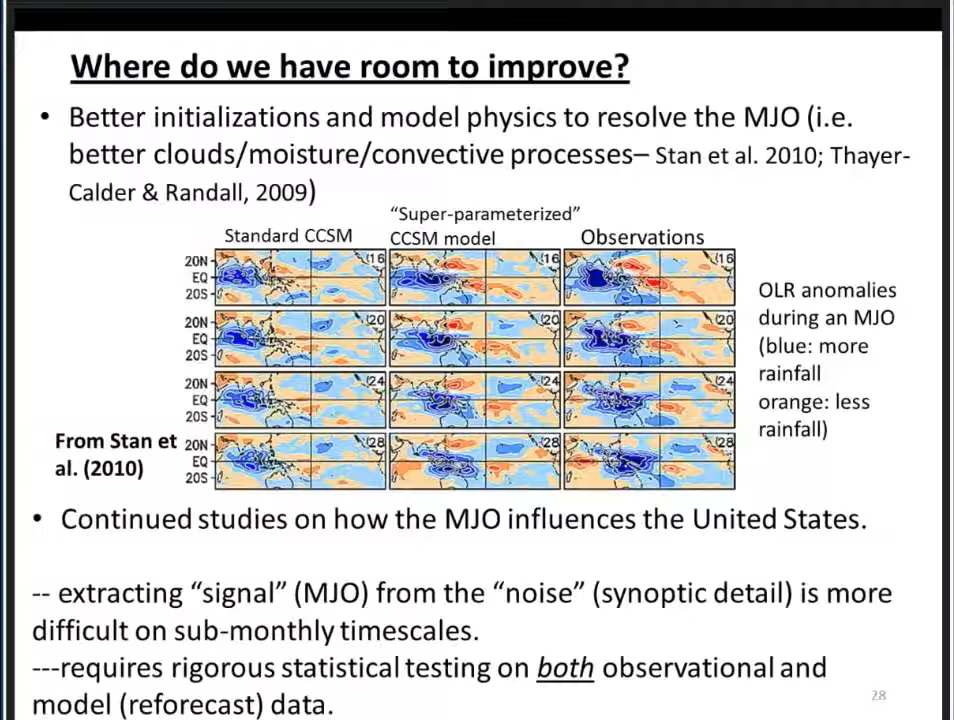 Where do we have room to improve?
• Better initializations and model physics to resolve the MJO (i.e.
better clouds/moisture/convective processes– Stan et al. 2010; Thayer-
Calder & Randall, 2009)
Standard CCSM
“Super-parameterized”
CCSM model
Observations
20N
EQ
20S
(16
(16
(16
20N
EQ
20S
(20
(20
(20
20N
EQ
20S
(24
(24
(24
20N
EQ
20S
(28
(28
(28
OLR anomalies
during an MJO
(blue: more
rainfall
orange: less
rainfall)
From Stan et
al. (2010)
• Continued studies on how the MJO influences the United States.
-- extracting “signal” (MJO) from the “noise” (synoptic detail) is more
difficult on sub-monthly timescales.
---requires rigorous statistical testing on both observational and
model (reforecast) data.
28